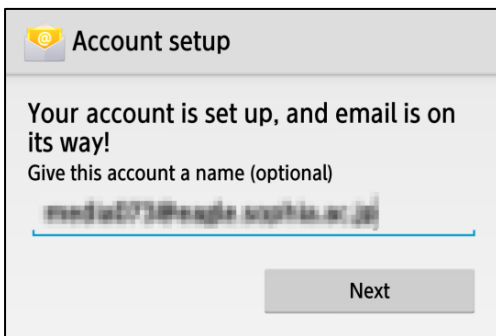 Account setup
Your account is set up, and email is on
its way!
Give this account a name (optional)
Next